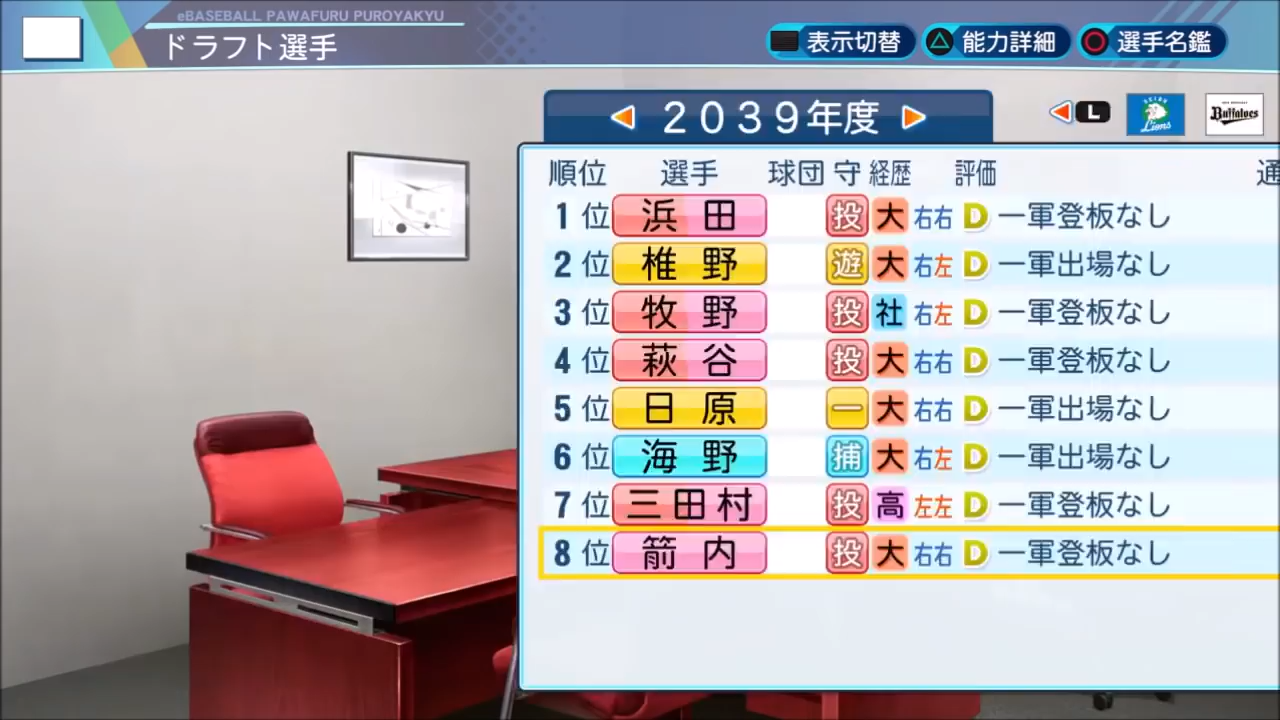 eBASEBALL PAWAFURU PUROYAKYU
ドラフト選手
表示切替 能力詳細 選手名鑑
2039年度
L
SEIBU Lions
Buffaloes
順位 選手 球団 守 経歴 評価 通
1位 浜田 投 大 右右 D 一軍登板なし
2位 椎野 遊 大 右左 D 一軍出場なし
3位 牧野 投 社 右左 D 一軍登板なし
4位 萩谷 投 大 右右 D 一軍登板なし
5位 日原 一 大 右右 D 一軍出場なし
6位 海野 捕 大 右左 D 一軍出場なし
7位 三田村 投 高 左左 D 一軍登板なし
8位 箭内 投 大 右右 D 一軍登板なし